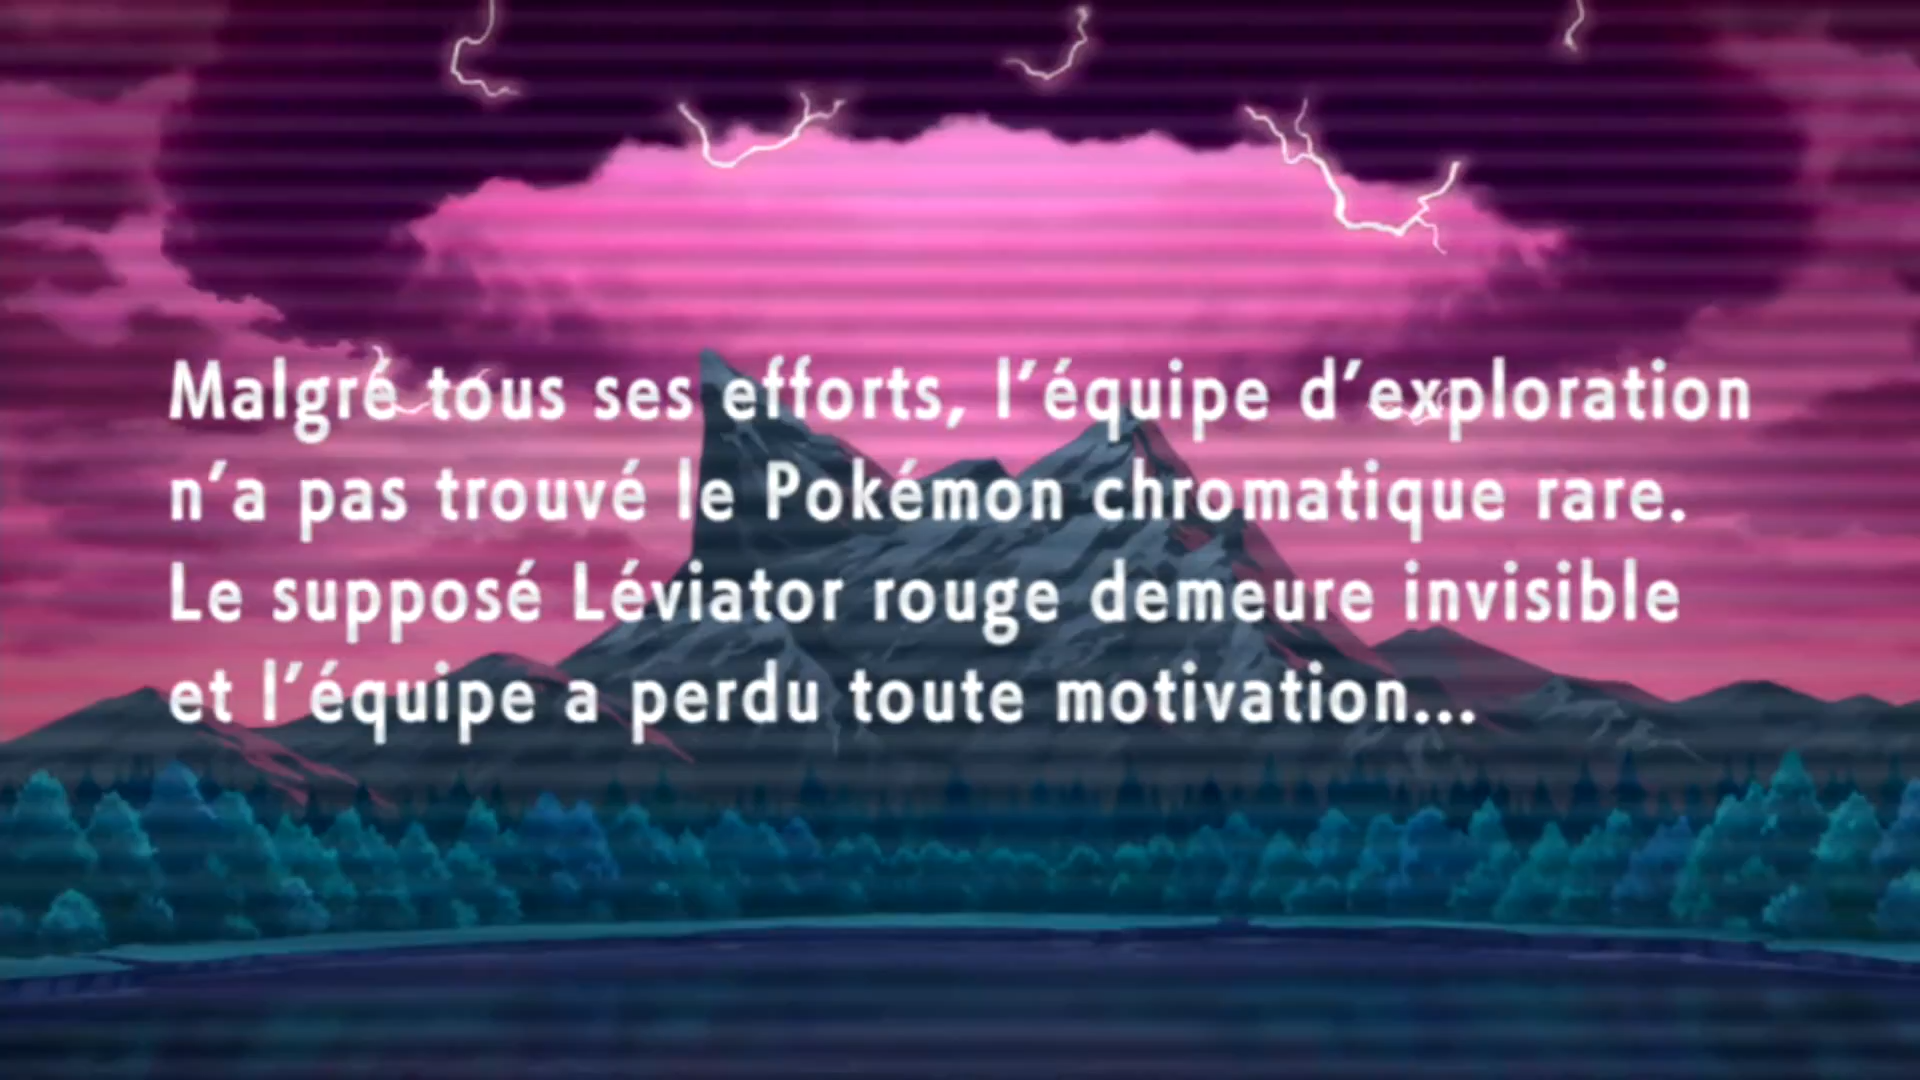 Malgré tous ses efforts, l’équipe d’exploration
n’a pas trouvé le Pokémon chromatique rare.
Le supposé Léviator rouge demeure invisible
et l’équipe a perdu toute motivation...